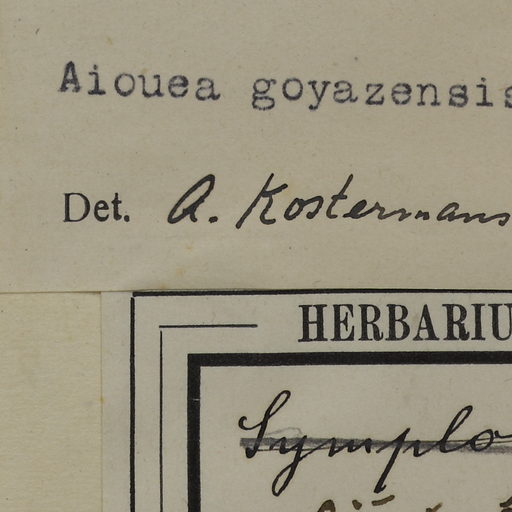 Aiouea goyazensis
Det. A. Kostermans
HERBARIU
Symplo